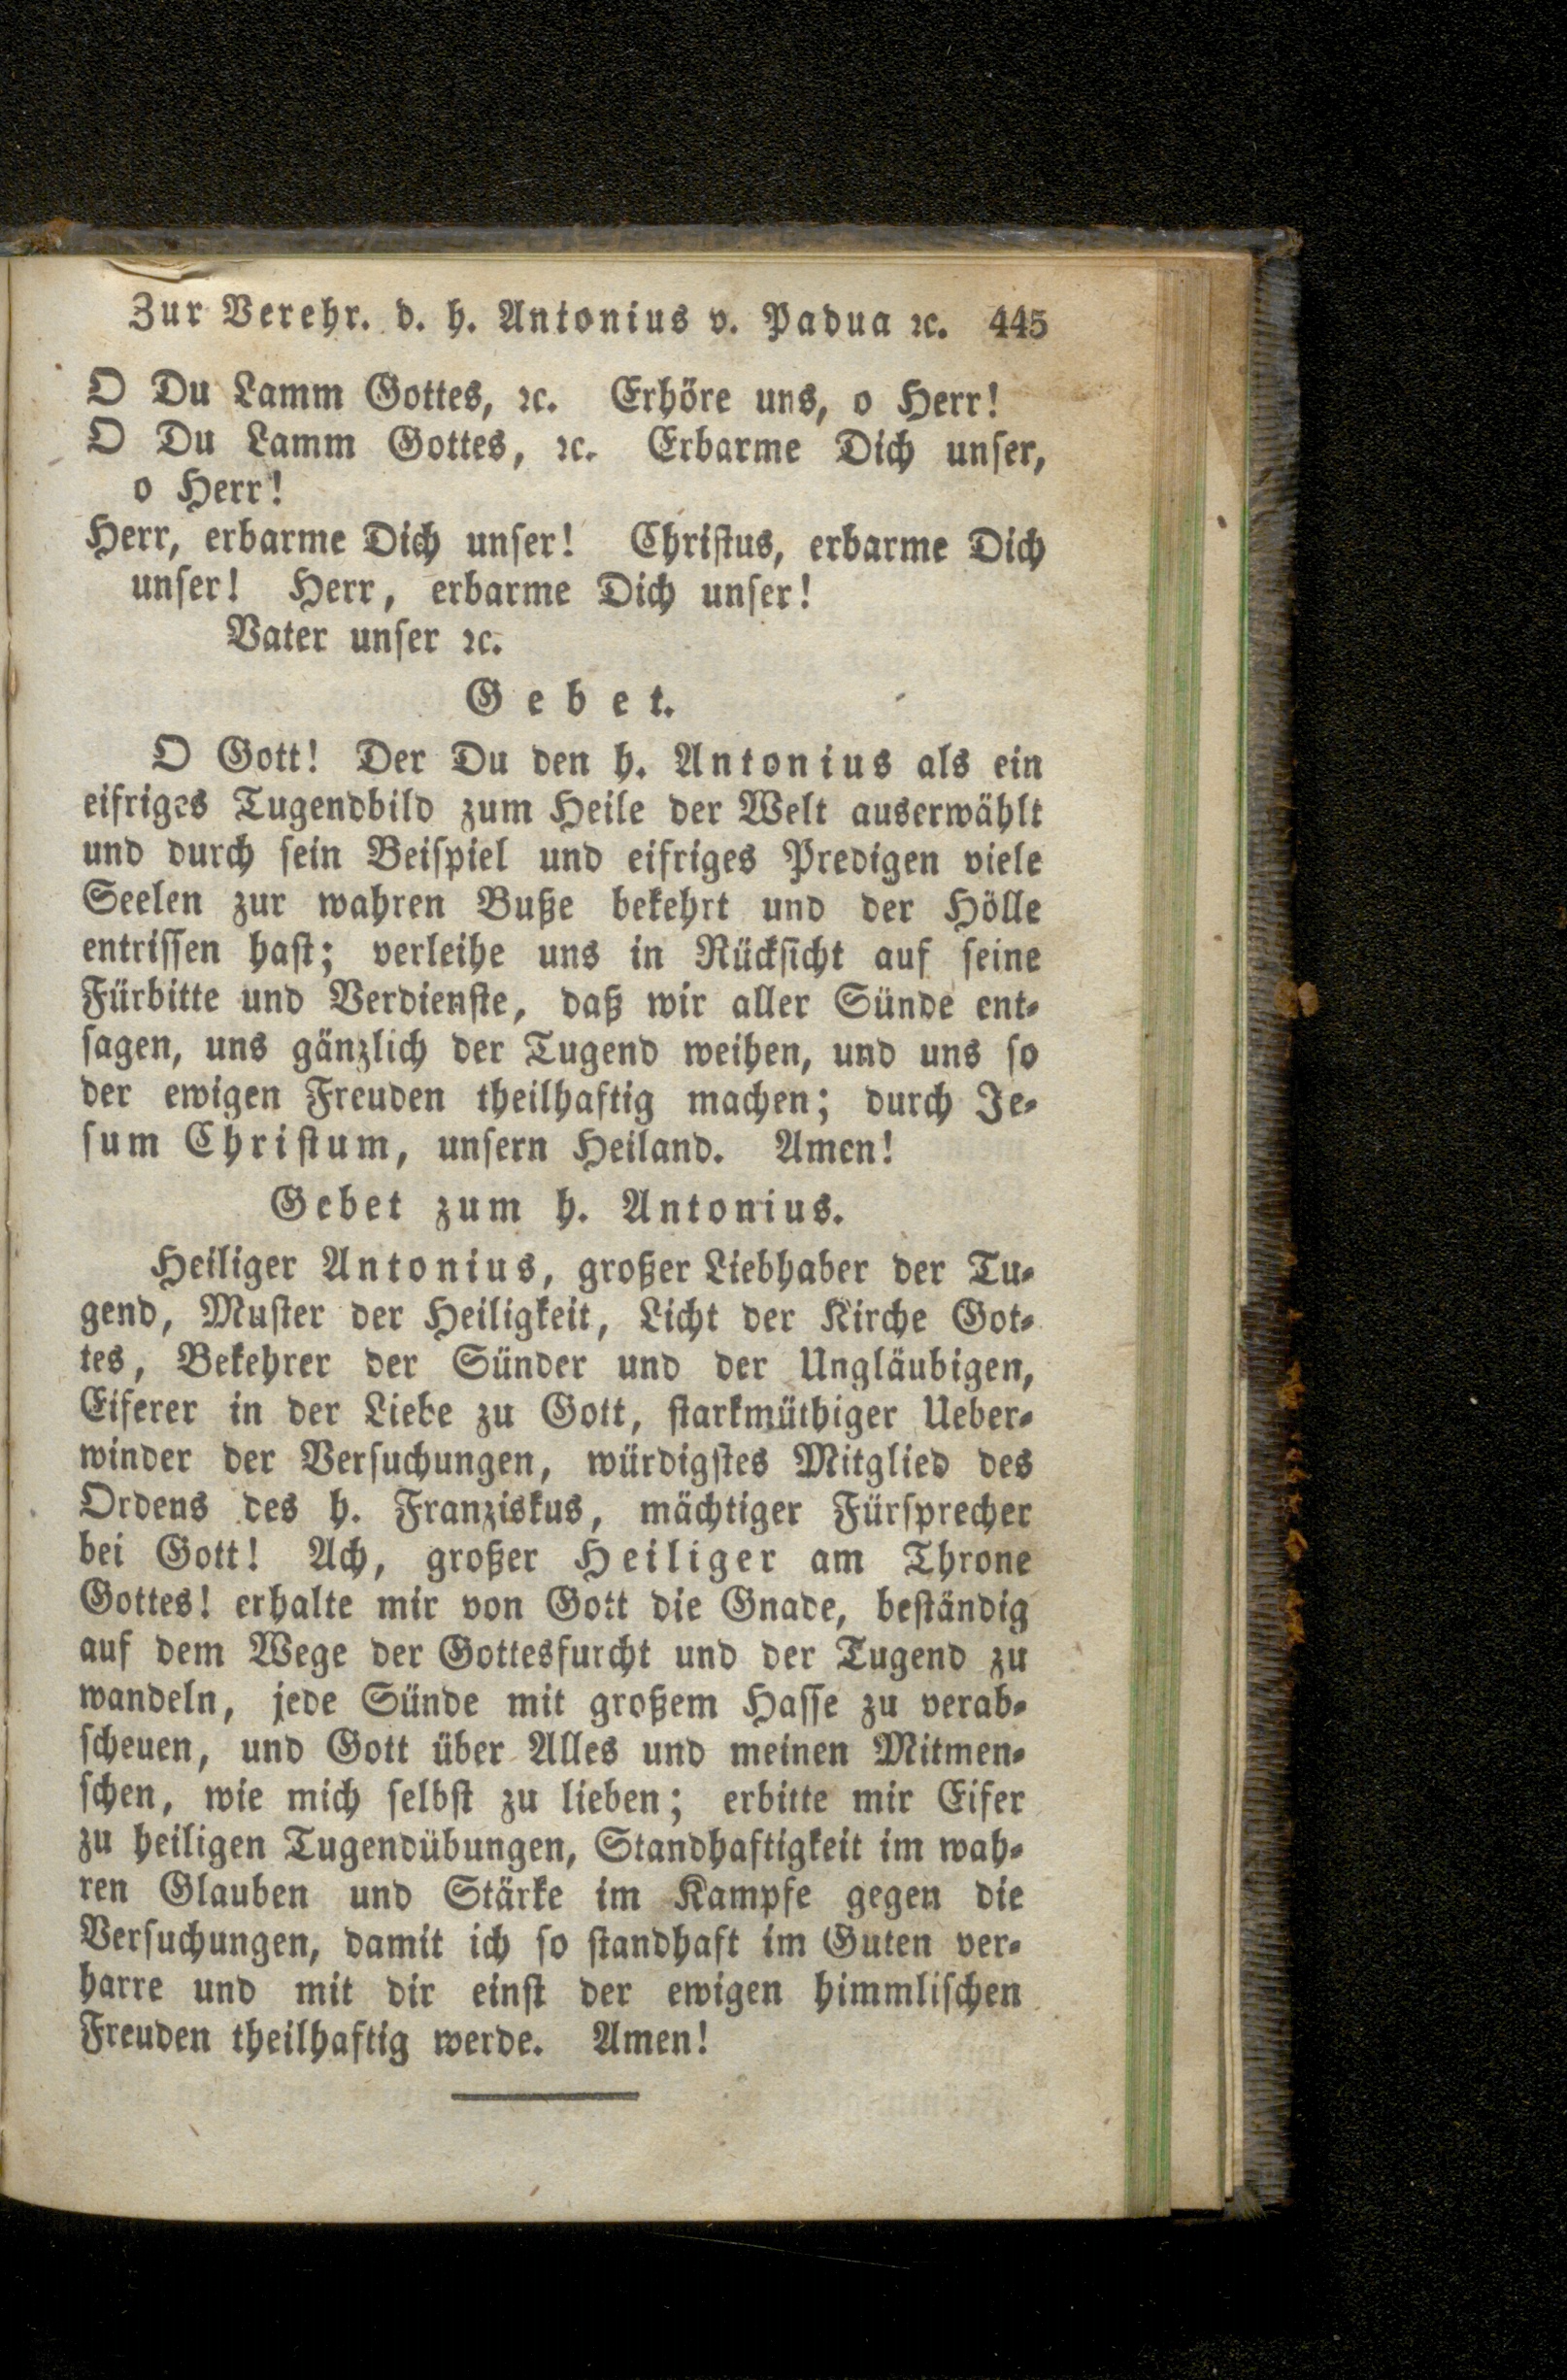 Zur Verehr. d. h. Antonius v. Padua ꝛc. 445
O Du Lamm Gottes, ꝛc. Erhöre uns, o Herr!
O Du Lamm Gottes, ꝛc. Erbarme Dich unſer,
o Herr!
Herr, erbarme Dich unſer! Chriſtus, erbarme Dich
unſer! Herr, erbarme Dich unſer!
Vater unſer ꝛc.
Gebet.
O Gott! Der Du den h. Antonius als ein
eifriges Tugendbild zum Heile der Welt auserwählt
und durch ſein Beiſpiel und eifriges Predigen viele
Seelen zur wahren Buße bekehrt und der Hölle
entriſſen haſt; verleihe uns in Rückſicht auf ſeine
Fürbitte und Verdienſte, daß wir aller Sünde ent⸗
ſagen, uns gänzlich der Tugend weihen, und uns ſo
der ewigen Freuden theilhaftig machen; durch Je⸗
ſum Chriſtum, unſern Heiland. Amen!
Gebet zum h. Antonius.
Heiliger Antonius, großer Liebhaber der Tu⸗
gend, Muſter der Heiligkeit, Licht der Kirche Got⸗
tes, Bekehrer der Sünder und der Ungläubigen,
Eiferer in der Liebe zu Gott, ſtarkmüthiger Ueber⸗
winder der Verſuchungen, würdigſtes Mitglied des
Ordens des h. Franziskus, mächtiger Fürſprecher
bei Gott! Ach, großer Heiliger am Throne
Gottes! erhalte mir von Gott die Gnade, beſtändig
auf dem Wege der Gottesfurcht und der Tugend zu
wandeln, jede Sünde mit großem Haſſe zu verab⸗
ſcheuen, und Gott über Alles und meinen Mitmen⸗
ſchen, wie mich ſelbſt zu lieben; erbitte mir Eifer
zu heiligen Tugendübungen, Standhaftigkeit im wah⸗
ren Glauben und Stärke im Kampfe gegen die
Verſuchungen, damit ich ſo ſtandhaft im Guten ver⸗
harre und mit dir einſt der ewigen himmliſchen
Freuden theilhaftig werde. Amen!